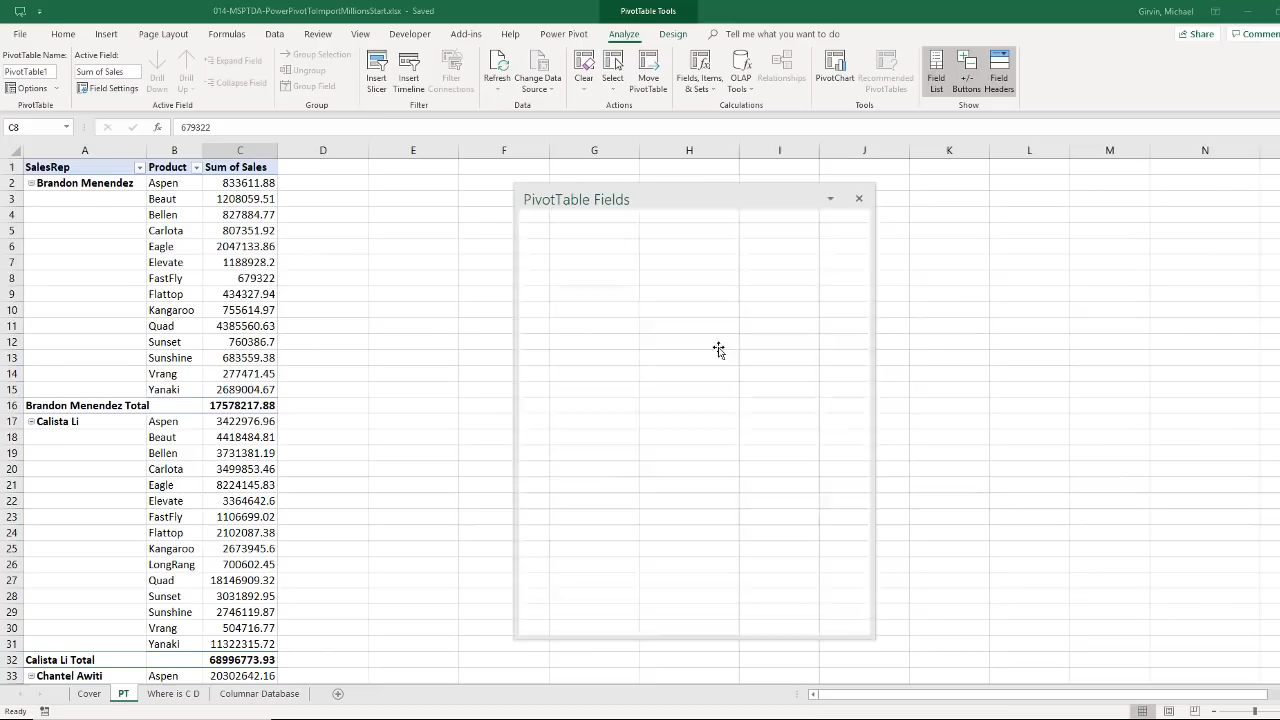 014-MSPTDA-PowerPivotToImportMillionsStart.xlsx - Saved
PivotTable Tools
Girvin, Michael
File Home Insert Page Layout Formulas Data Review View Developer Add-ins Help Power Pivot Analyze Design Tell me what you want to do Share Commen
PivotTable Name:
PivotTable1
Options
PivotTable
Active Field:
Sum of Sales
Field Settings
Drill Down
Drill Up
Expand Field
Collapse Field
Active Field
Group Selection
Ungroup
Group Field
Group
Insert Slicer
Insert Timeline
Filter Connections
Filter
Refresh
Change Data Source
Data
Clear
Select
Move PivotTable
Actions
Fields, Items, & Sets
OLAP Tools
Relationships
Calculations
PivotChart
Recommended PivotTables
Tools
Field List
+/- Buttons
Field Headers
Show
C8 fx 679322
A B C D E F G H I J K L M N
1 SalesRep Product Sum of Sales
2 Brandon Menendez Aspen 833611.88
3 Beaut 1208059.51
4 Bellen 827884.77
5 Carlota 807351.92
6 Eagle 2047133.86
7 Elevate 1188928.2
8 FastFly 679322
9 Flattop 434327.94
10 Kangaroo 755614.97
11 Quad 4385560.63
12 Sunset 760386.7
13 Sunshine 683559.38
14 Vrang 277471.45
15 Yanaki 2689004.67
16 Brandon Menendez Total 17578217.88
17 Calista Li Aspen 3422976.96
18 Beaut 4418484.81
19 Bellen 3731381.19
20 Carlota 3499853.46
21 Eagle 8224145.83
22 Elevate 3364642.6
23 FastFly 1106699.02
24 Flattop 2102087.38
25 Kangaroo 2673945.6
26 LongRang 700602.45
27 Quad 18146909.32
28 Sunset 3031892.95
29 Sunshine 2746119.87
30 Vrang 504716.77
31 Yanaki 11322315.72
32 Calista Li Total 68996773.93
33 Chantel Awiti Aspen 20302642.16
PivotTable Fields
Cover PT Where is C D Columnar Database
Ready